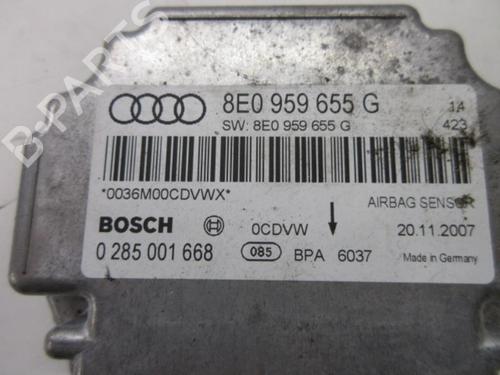 B-PARTS
8E0 959 655 G
14
SW: 8E0 959 655 G
423
*0036M00CDVWX*
AIRBAG SENSOR
BOSCH
0CDVW
20.11.2007
0 285 001 668
085
BPA 6037
Made in Germany